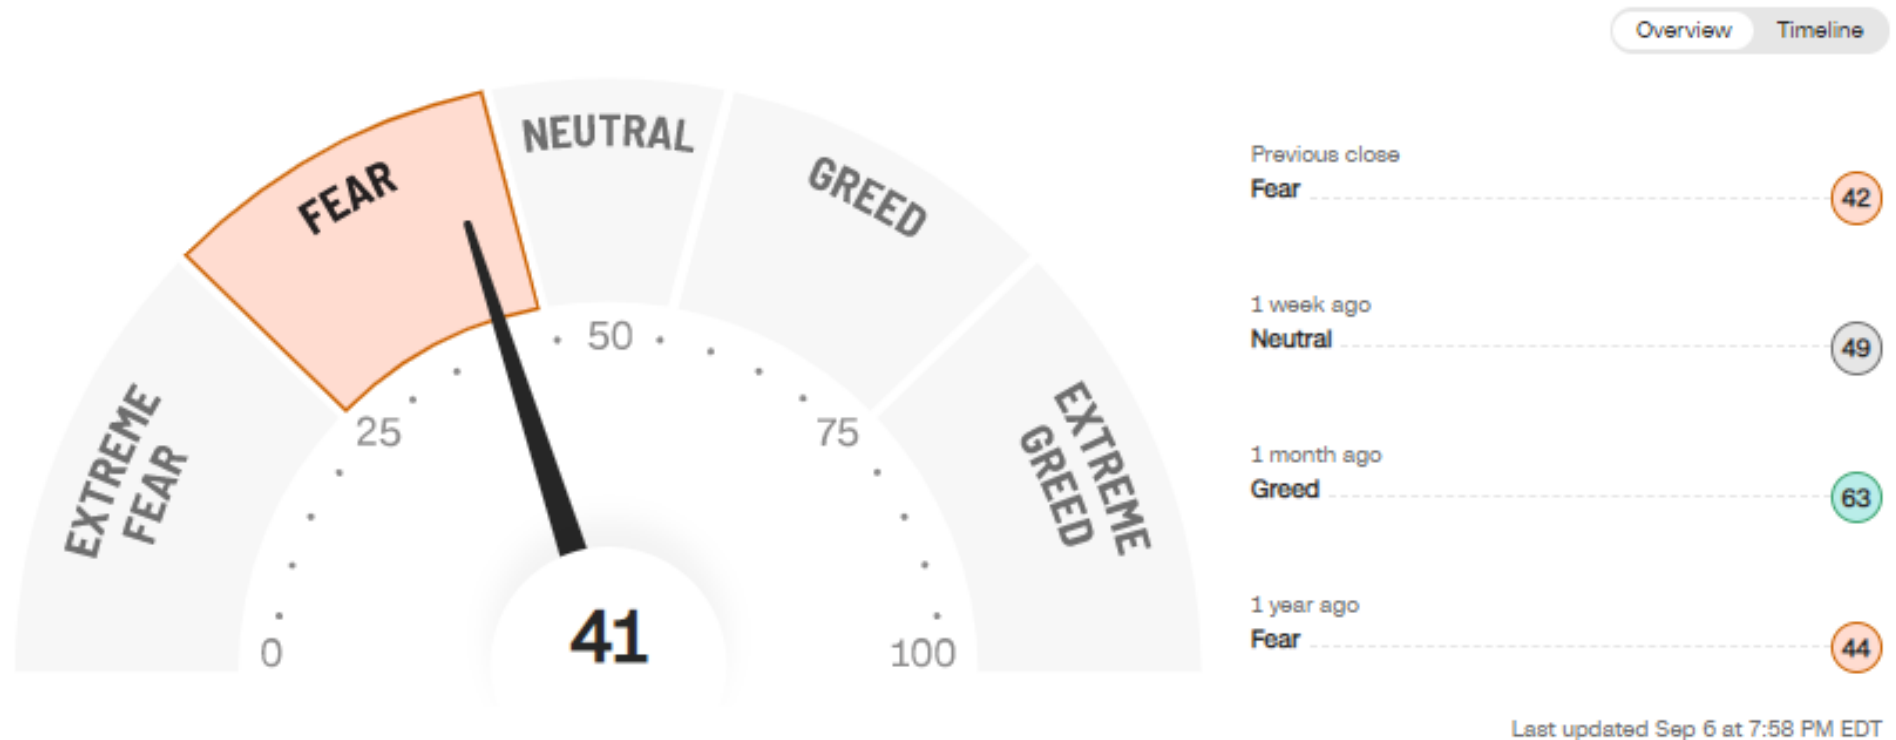 Overview
Timeline
EXTREME
FEAR
FEAR
NEUTRAL
GREED
EXTREME
GREED
0
25
50
75
100
41
Previous close
Fear
42
1 week ago
Neutral
49
1 month ago
Greed
63
1 year ago
Fear
44
Last updated Sep 6 at 7:58 PM EDT